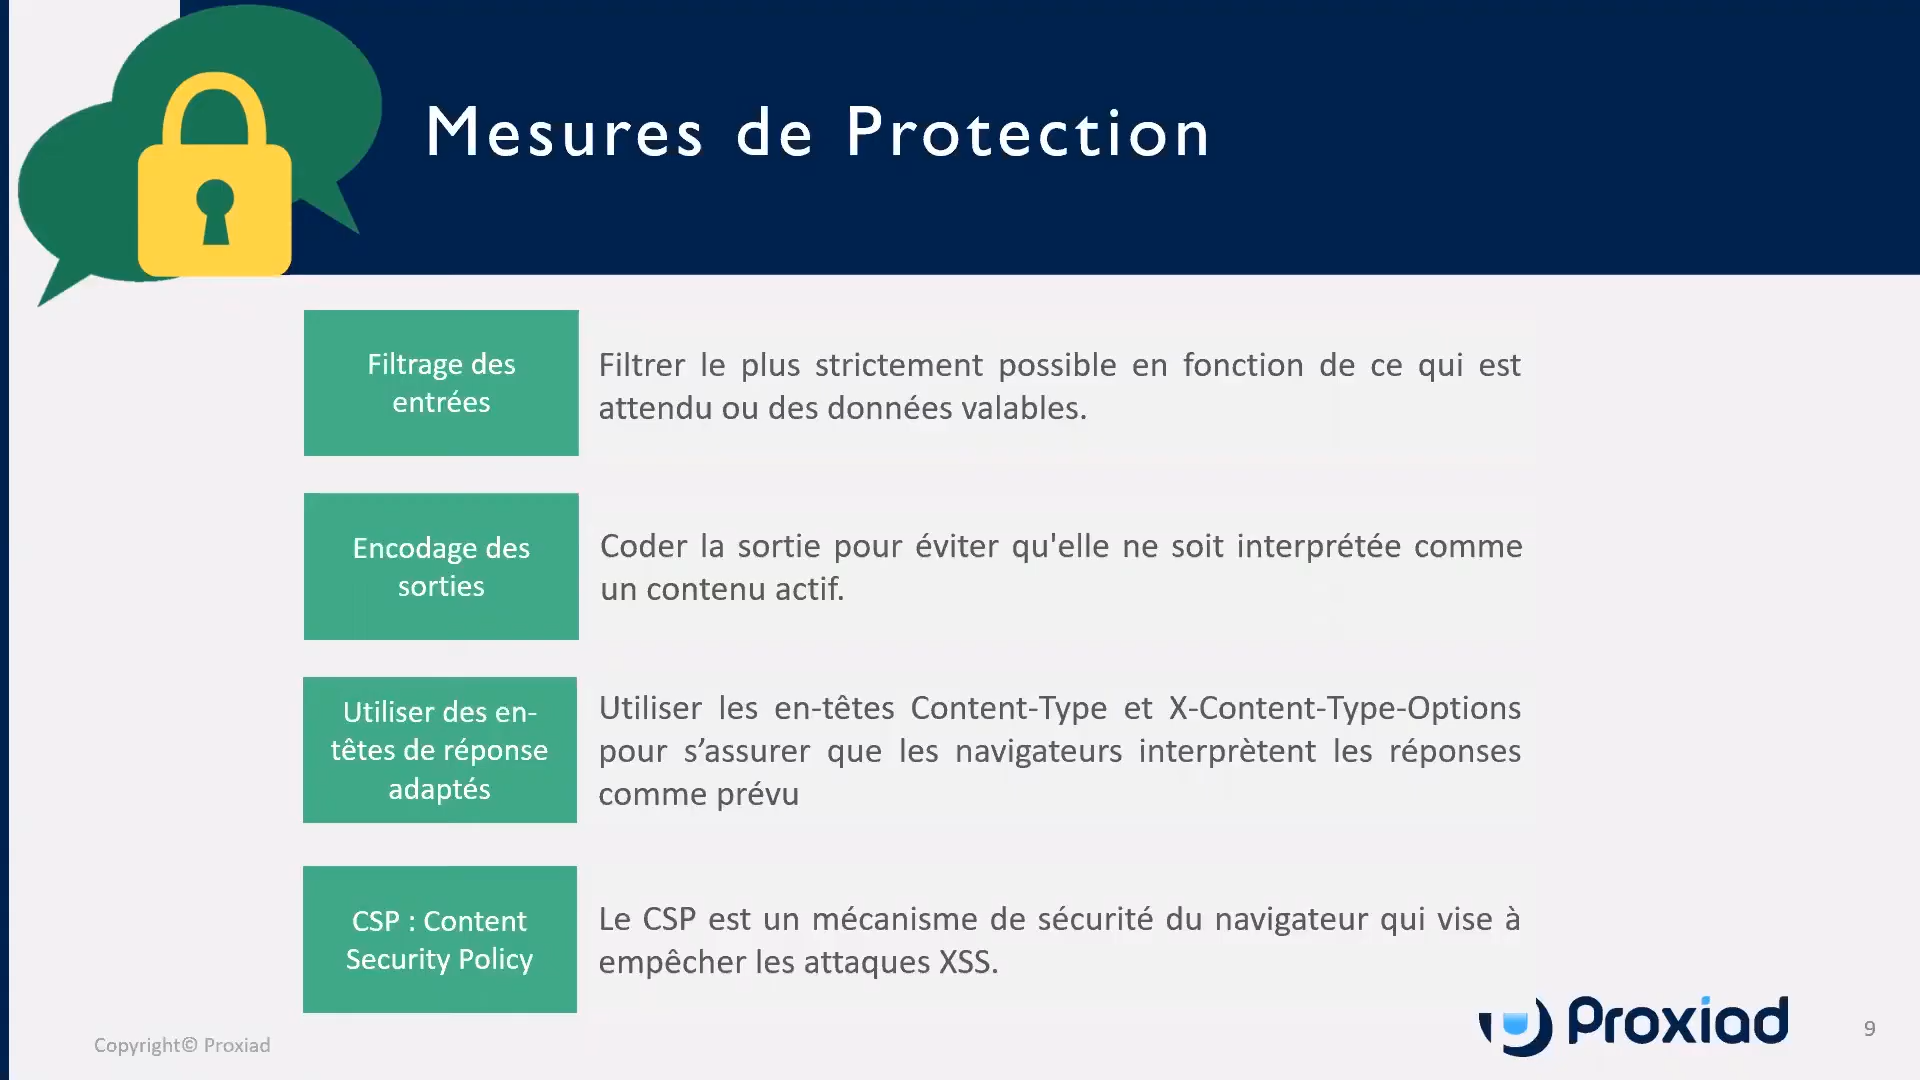 Mesures de Protection
Filtrage des
entrées
Filtrer le plus strictement possible en fonction de ce qui est
attendu ou des données valables.
Encodage des
sorties
Coder la sortie pour éviter qu'elle ne soit interprétée comme
un contenu actif.
Utiliser des en-
têtes de réponse
adaptés
Utiliser les en-têtes Content-Type et X-Content-Type-Options
pour s’assurer que les navigateurs interprètent les réponses
comme prévu
CSP : Content
Security Policy
Le CSP est un mécanisme de sécurité du navigateur qui vise à
empêcher les attaques XSS.
Copyright© Proxiad
Proxiad
9